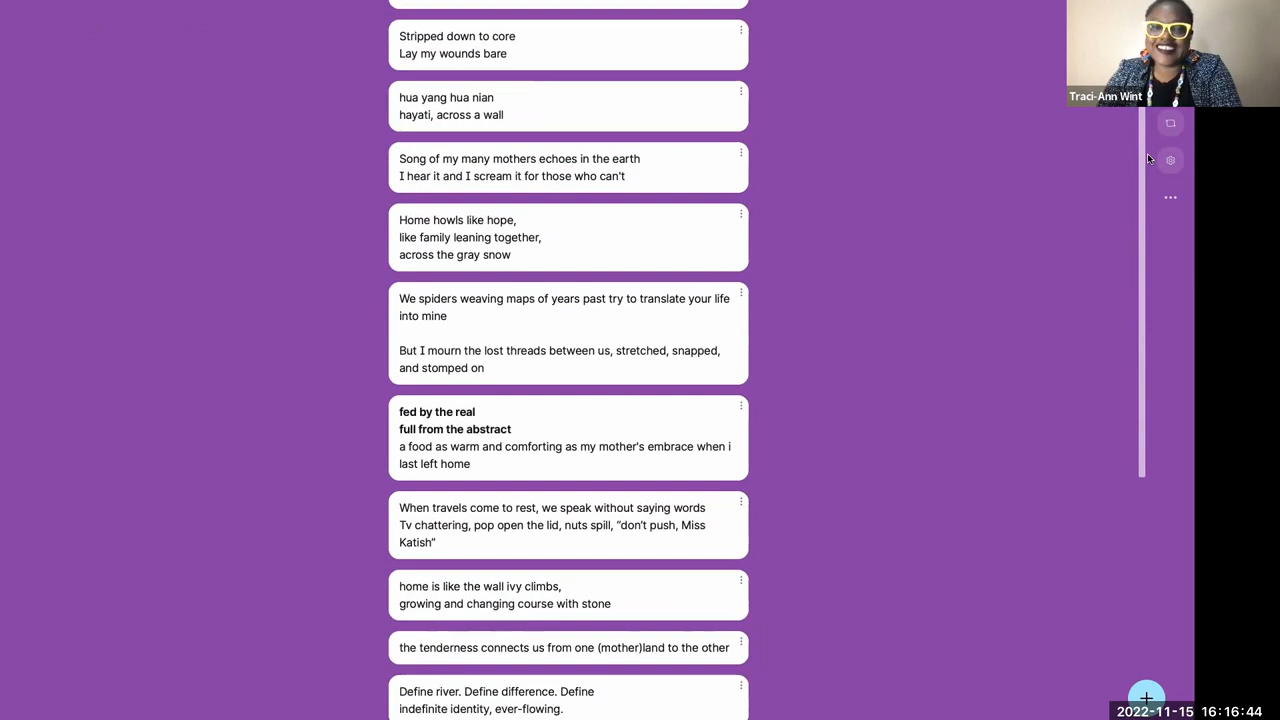 Stripped down to core
Lay my wounds bare
hua yang hua nian
hayati, across a wall
Song of my many mothers echoes in the earth
I hear it and I scream it for those who can't
Home howls like hope,
like family leaning together,
across the gray snow
We spiders weaving maps of years past try to translate your life
into mine
But I mourn the lost threads between us, stretched, snapped,
and stomped on
fed by the real
full from the abstract
a food as warm and comforting as my mother's embrace when i
last left home
When travels come to rest, we speak without saying words
Tv chattering, pop open the lid, nuts spill, “don’t push, Miss
Katish”
home is like the wall ivy climbs,
growing and changing course with stone
the tenderness connects us from one (mother)land to the other
Define river. Define difference. Define
indefinite identity, ever-flowing.
Traci-Ann Wint
2022-11-15 16:16:44